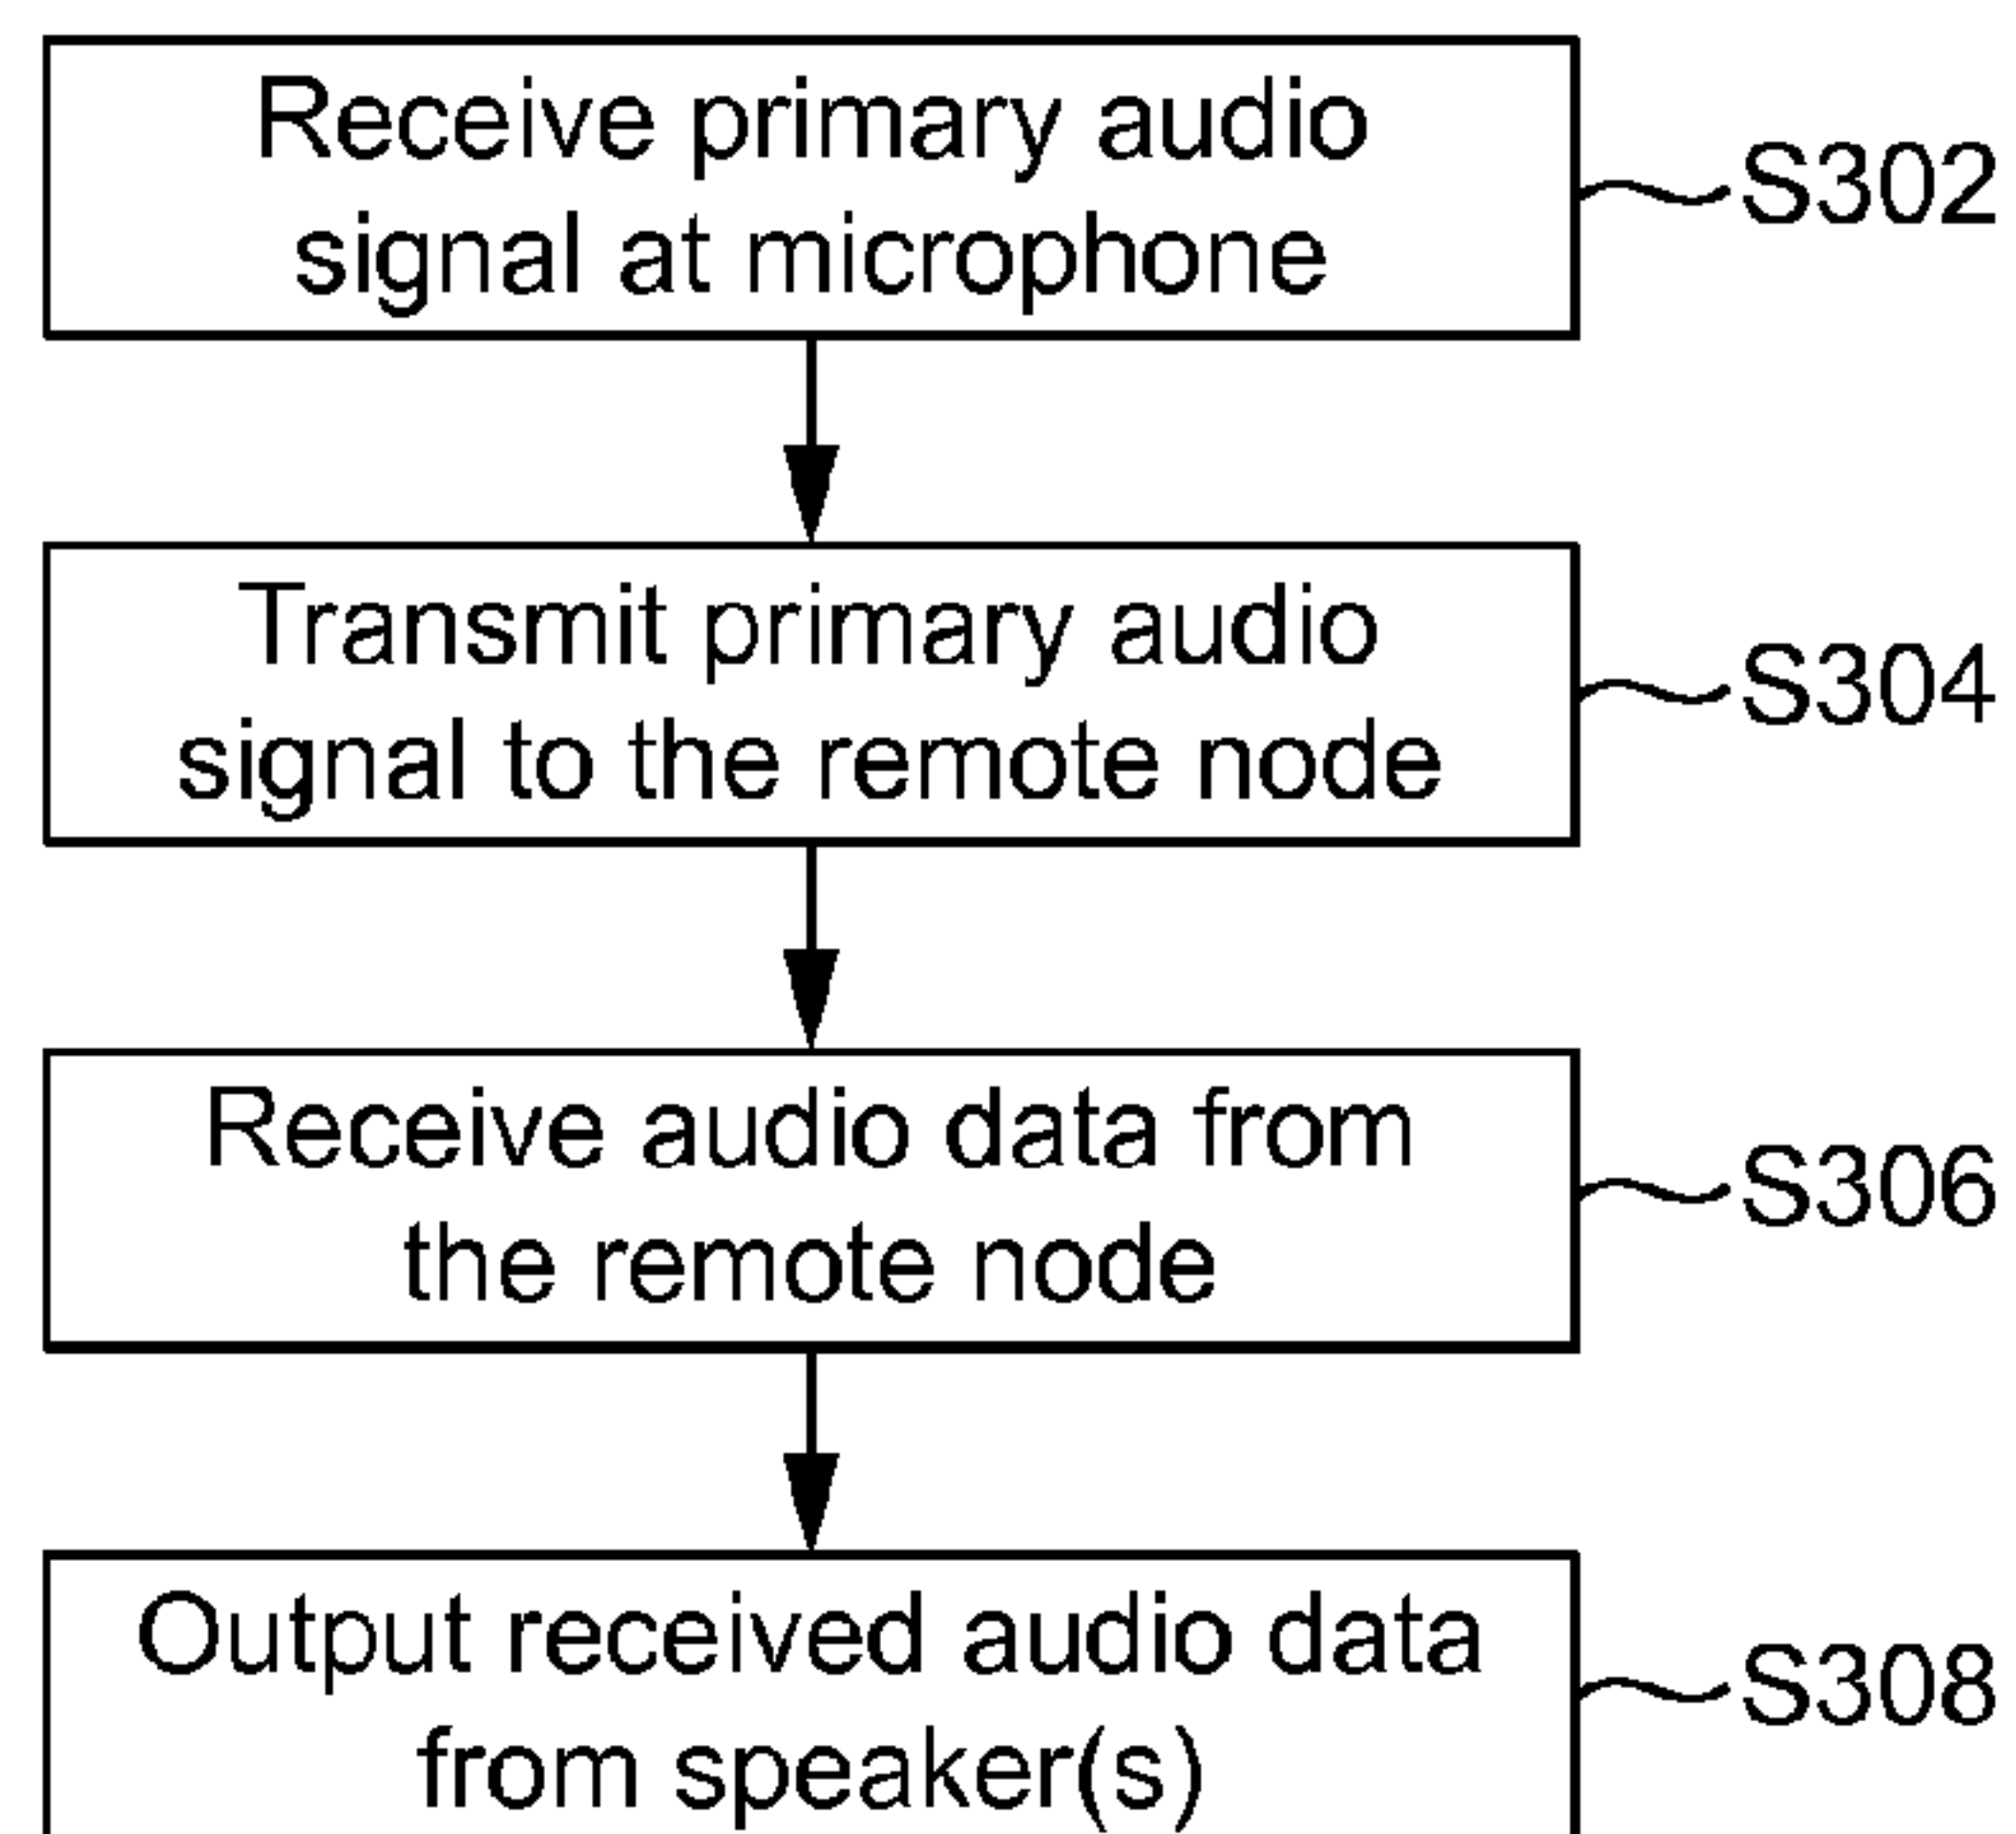 Receive primary audio
signal at microphone
S302
Transmit primary audio
signal to the remote node
S304
Receive audio data from
the remote node
S306
Output received audio data
from speaker(s)
S308